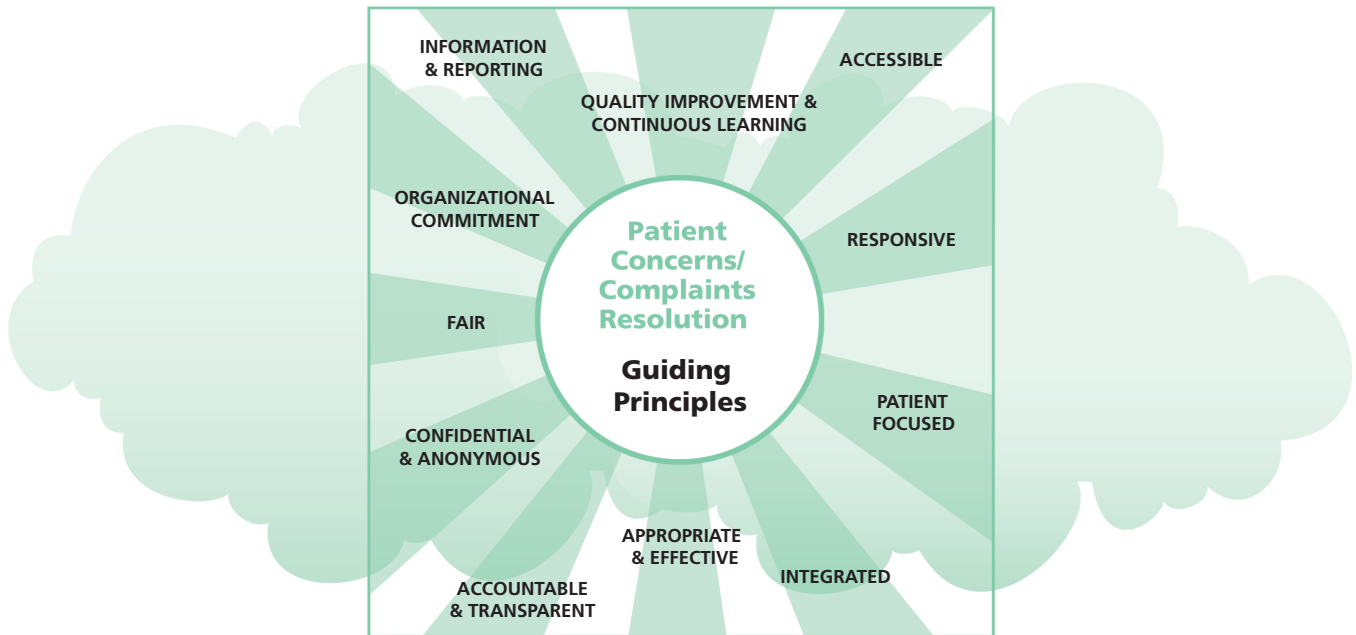 INFORMATION
& REPORTING
ACCESSIBLE
QUALITY IMPROVEMENT &
CONTINUOUS LEARNING
ORGANIZATIONAL
COMMITMENT
RESPONSIVE
Patient
Concerns/
Complaints
Resolution
Guiding
Principles
FAIR
PATIENT
FOCUSED
CONFIDENTIAL
& ANONYMOUS
APPROPRIATE
& EFFECTIVE
INTEGRATED
ACCOUNTABLE
& TRANSPARENT